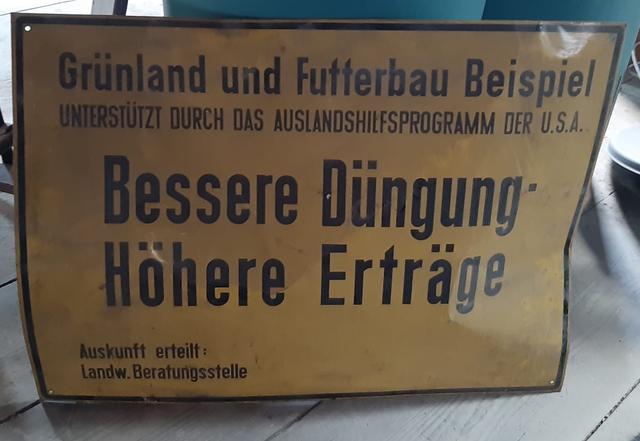 Grünland und Futterbau Beispiel
UNTERSTÜTZT DURCH DAS AUSLANDSHILFSPROGRAMM DER U.S.A.
Bessere Düngung-
Höhere Erträge
Auskunft erteilt:
Landw. Beratungsstelle